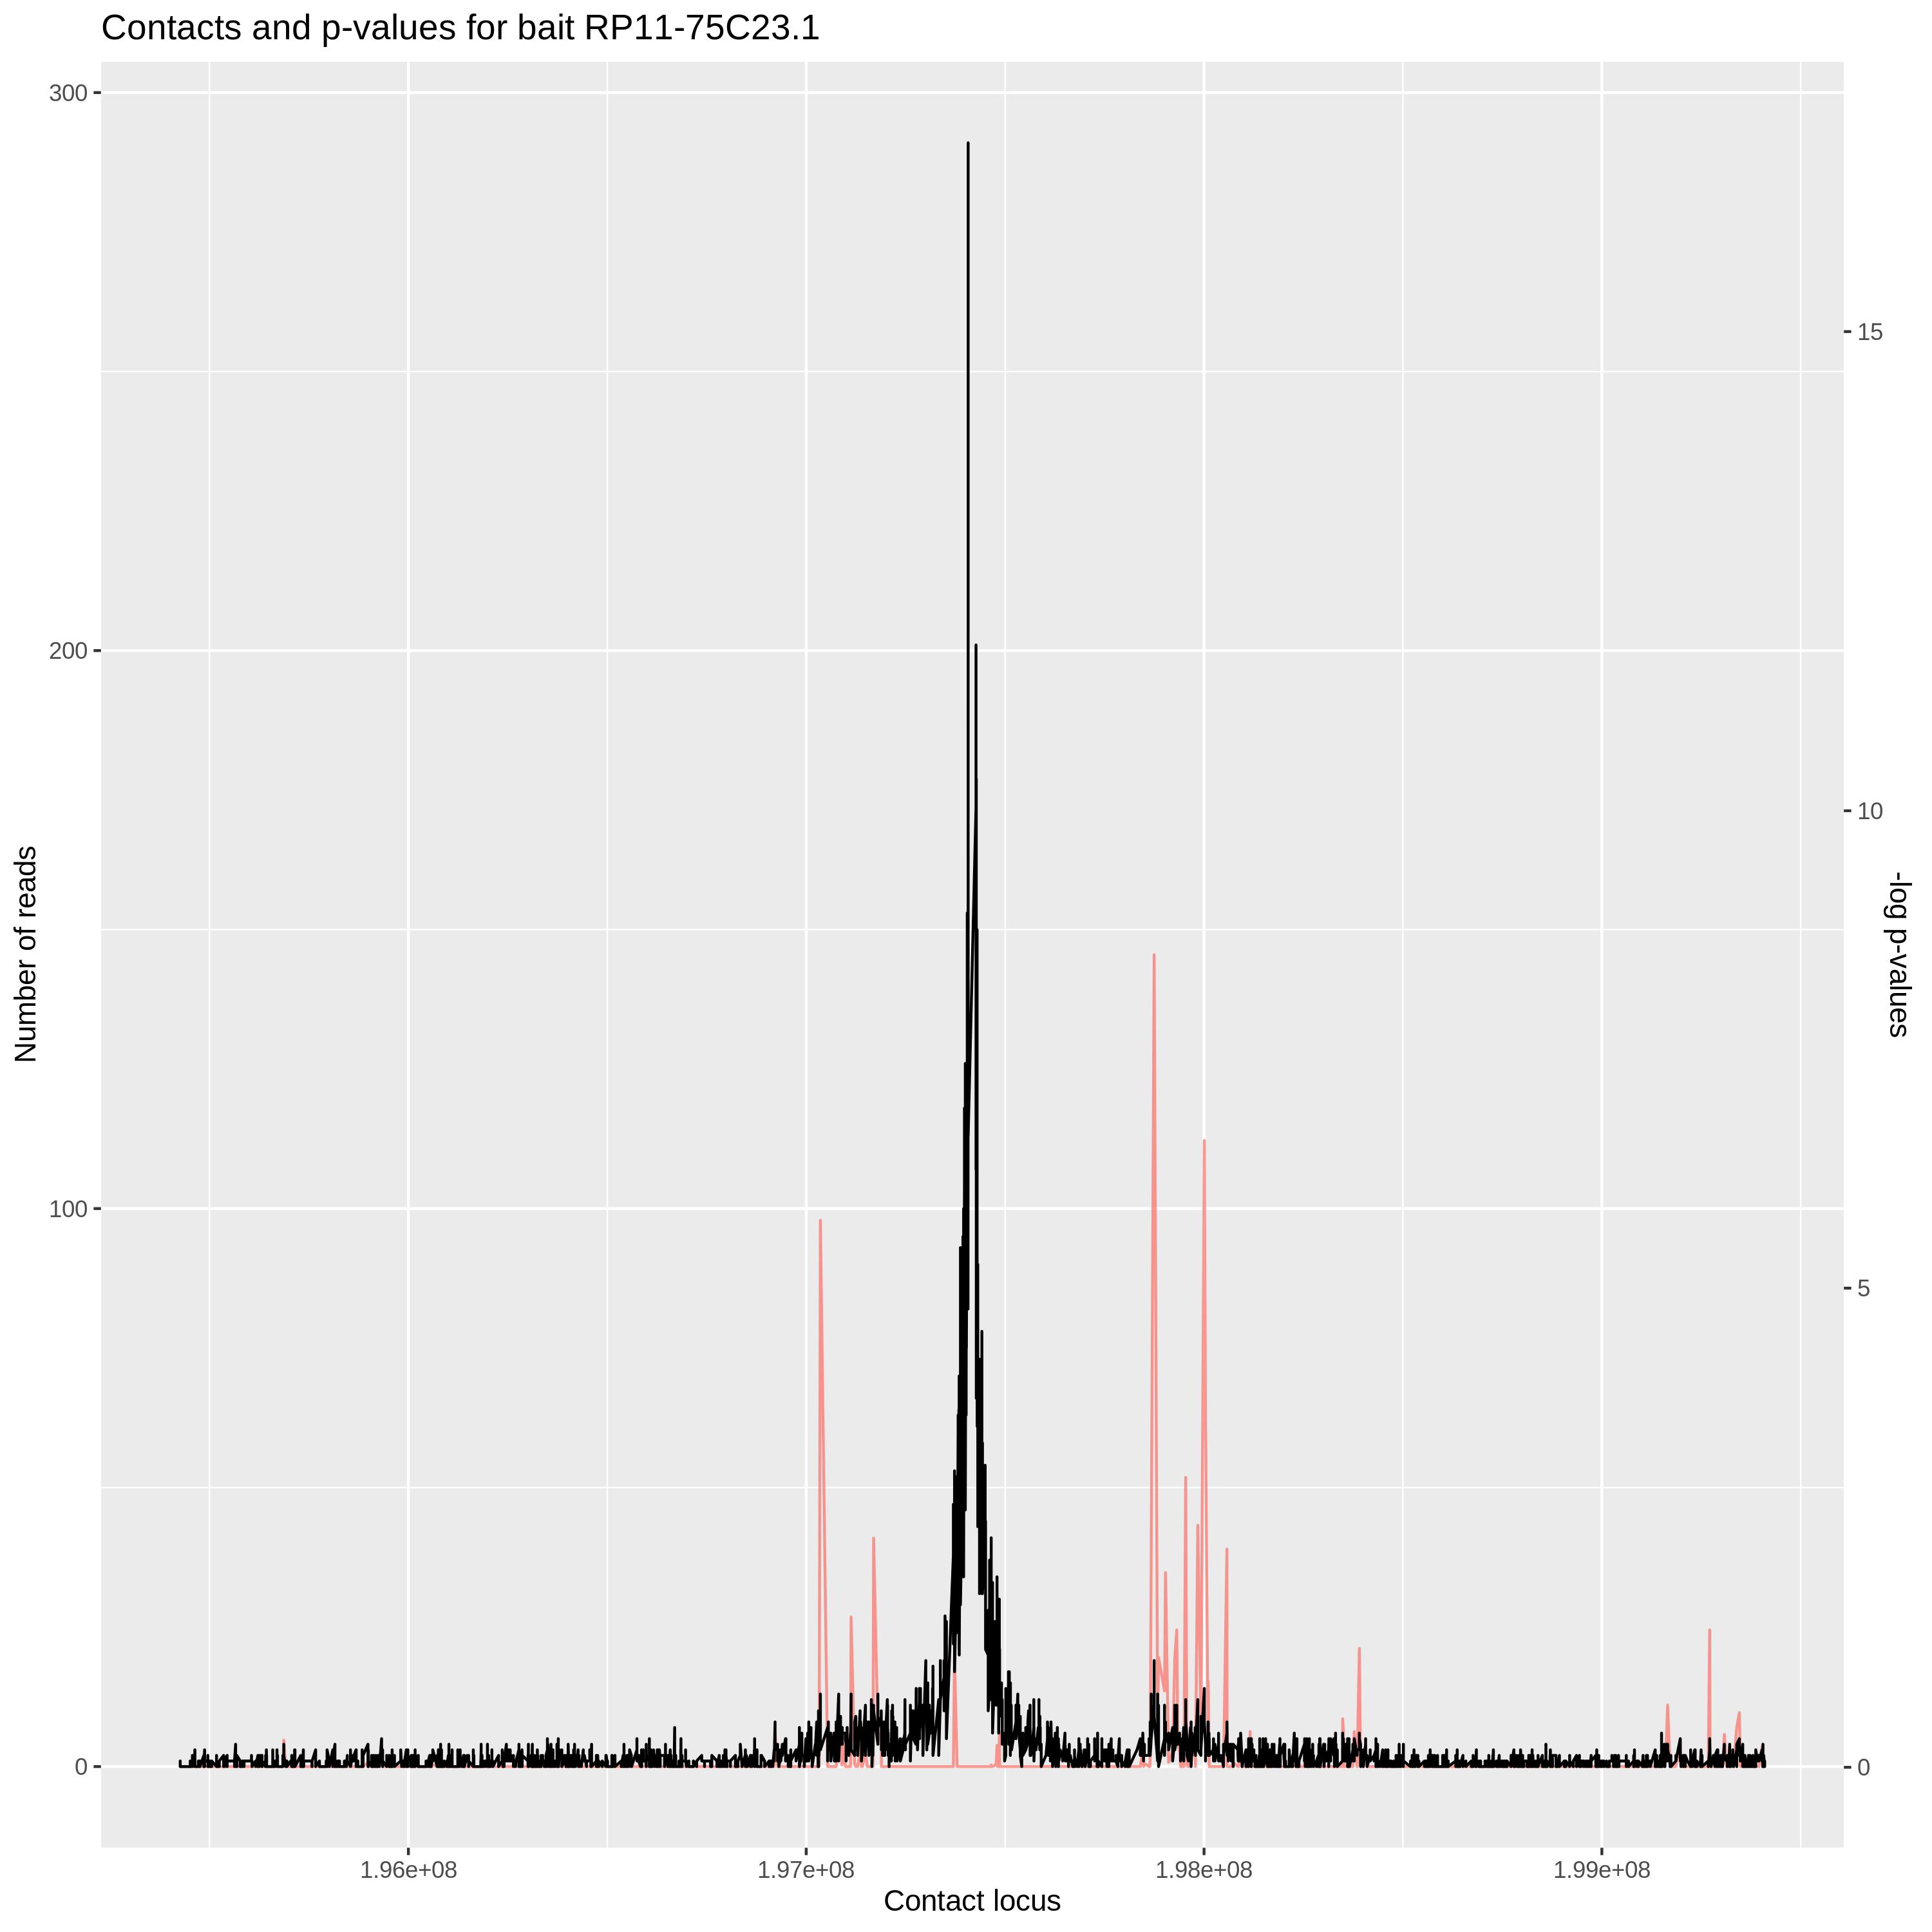 Contacts and p-values for bait RP11-75C23.1
300
200
100
0
Number of reads
15
10
5
0
-log p-values
1.96e+08 1.97e+08 1.98e+08 1.99e+08
Contact locus